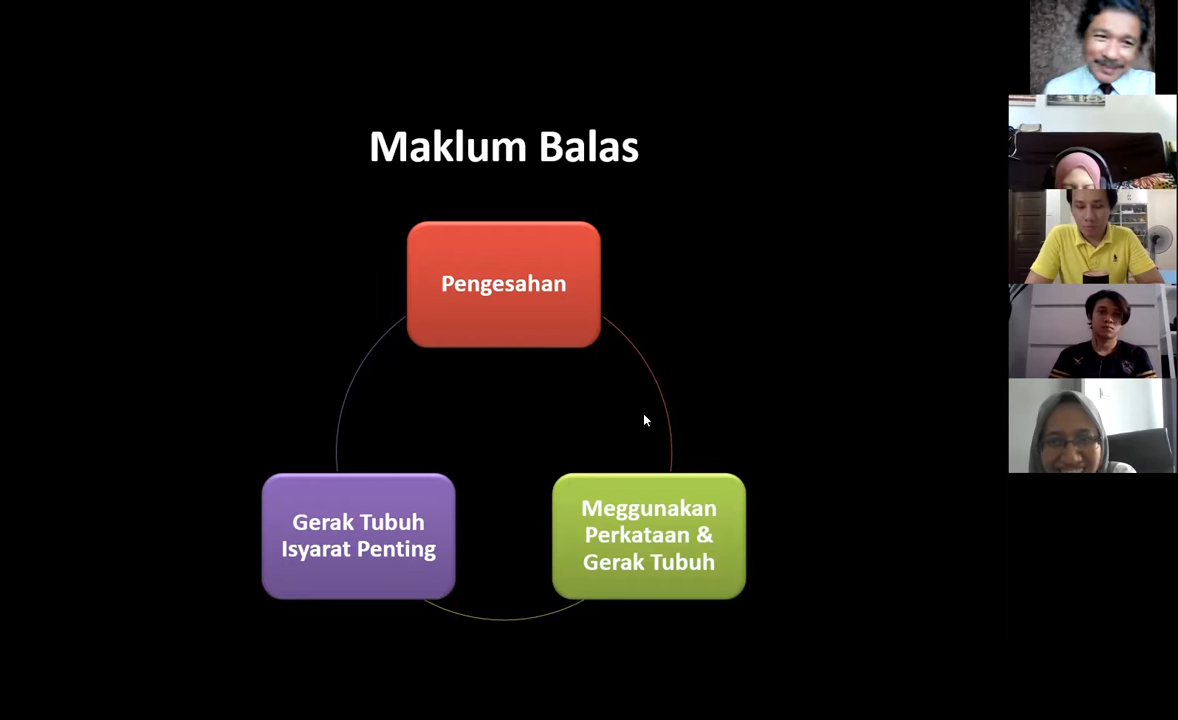 Maklum Balas
Pengesahan
Gerak Tubuh
Isyarat Penting
Meggunakan
Perkataan &
Gerak Tubuh